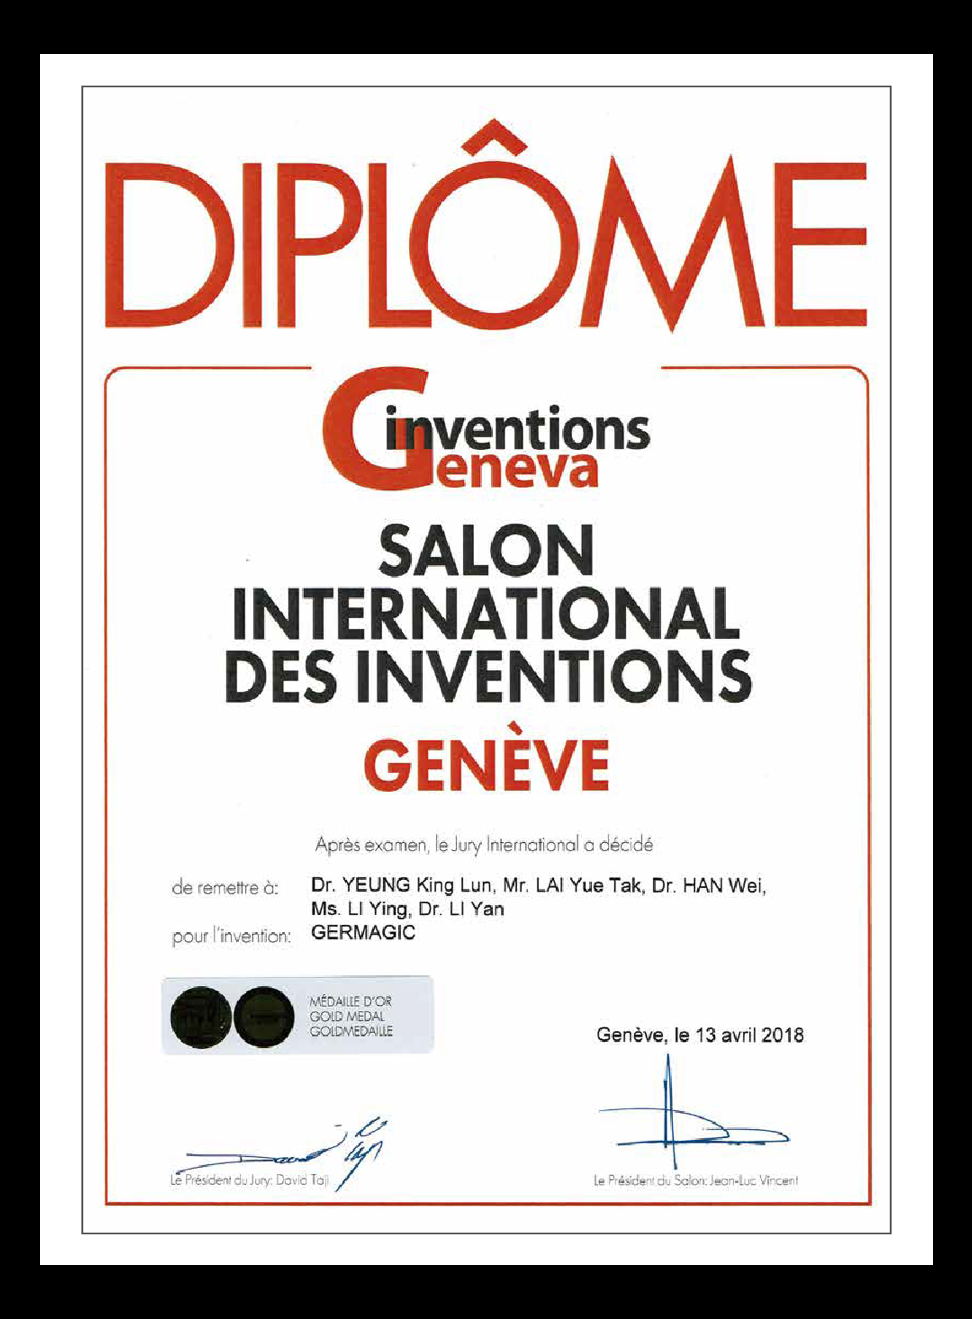 DIPLÔME
inventions
Geneva
SALON
INTERNATIONAL
DES INVENTIONS
GENÈVE
Après examen, le Jury International a décidé
de remettre à: Dr. YEUNG King Lun, Mr. LAI Yue Tak, Dr. HAN Wei,
Ms. LI Ying, Dr. LI Yan
pour l'invention: GERMAGIC
MÉDAILLE D'OR
GOLD MEDAL
GOLDMEDAILLE
Genève, le 13 avril 2018
Le Président du Jury: David Taji
Le Président du Salon: Jean-Luc Vincent